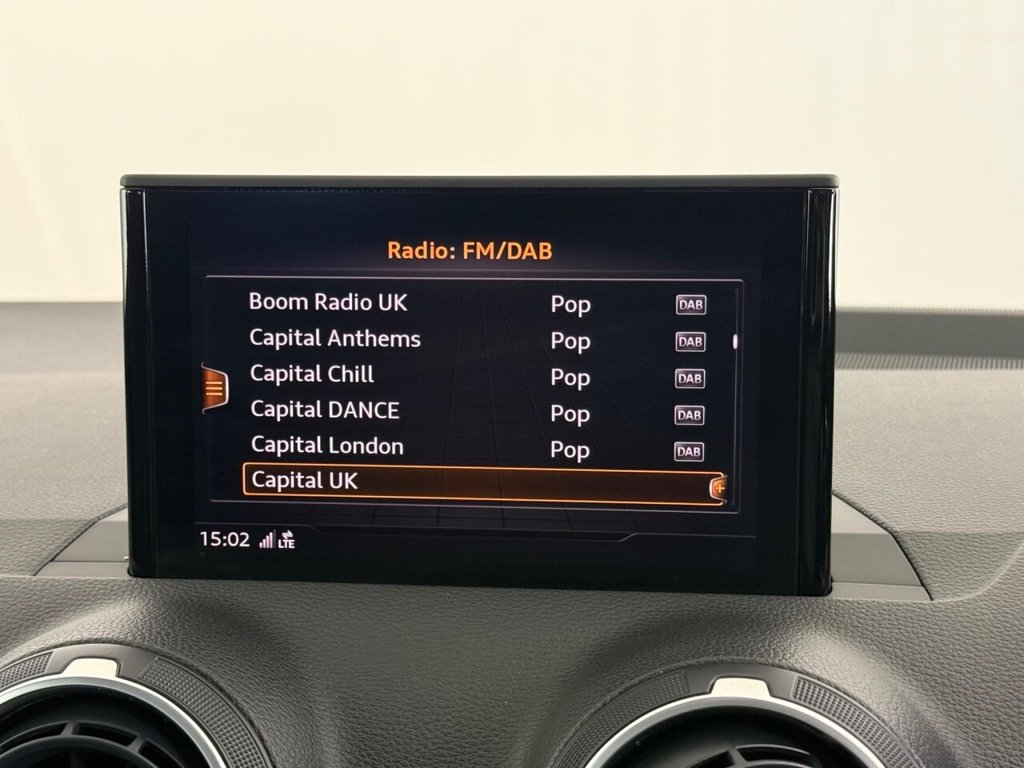 Radio: FM/DAB
Boom Radio UK Pop DAB
Capital Anthems Pop DAB
Capital Chill Pop DAB
Capital DANCE Pop DAB
Capital London Pop DAB
Capital UK
15:02 LTE